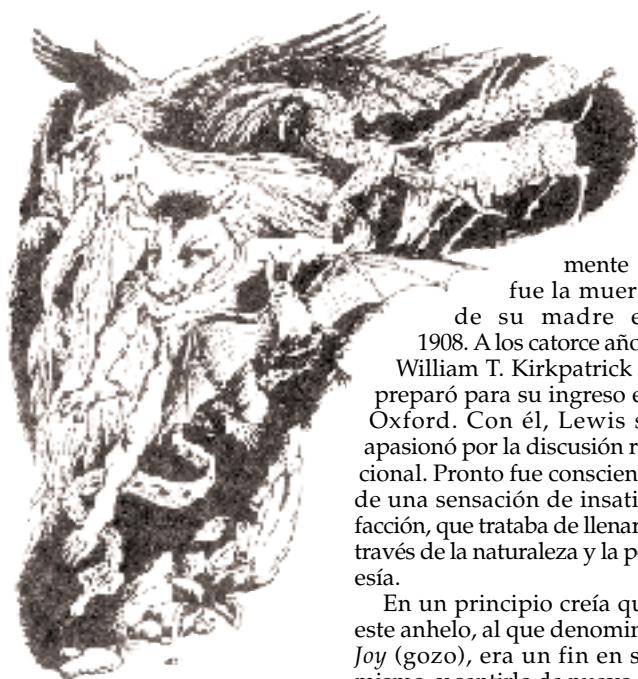 mente
fue la muer
de su madre e
1908. A los catorce año
William T. Kirkpatrick
preparó para su ingreso e
Oxford. Con él, Lewis s
apasionó por la discusión r
cional. Pronto fue conscien
de una sensación de insati
facción, que trataba de llenar
través de la naturaleza y la p
esía.
En un principio creía qu
este anhelo, al que denomin
Joy (gozo), era un fin en s